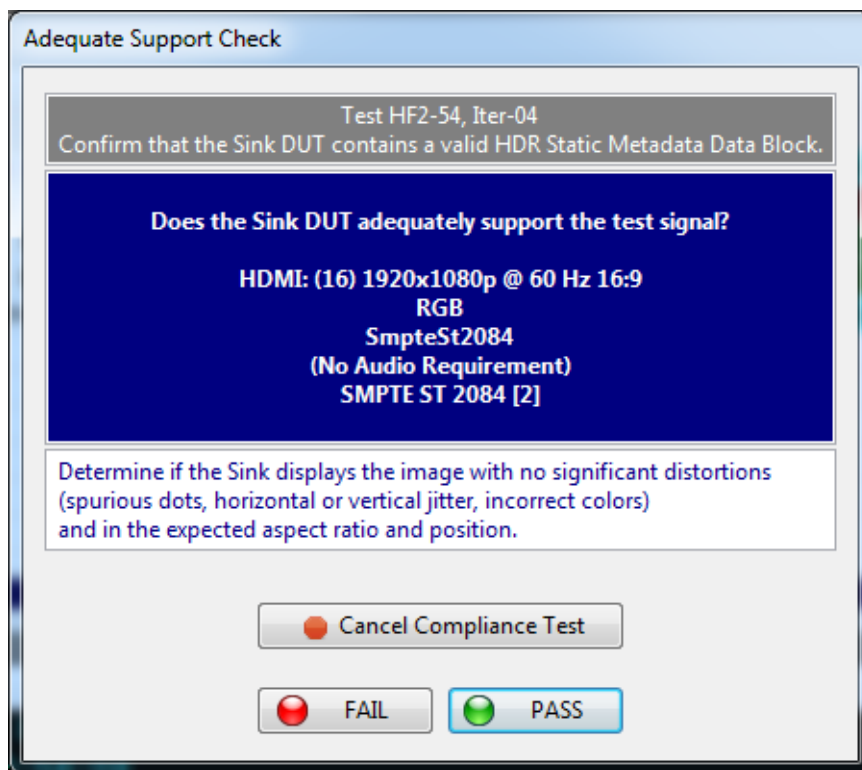 Adequate Support Check
Test HF2-54, Iter-04
Confirm that the Sink DUT contains a valid HDR Static Metadata Data Block.
Does the Sink DUT adequately support the test signal?
HDMI: (16) 1920x1080p @ 60 Hz 16:9
RGB
SmpteSt2084
(No Audio Requirement)
SMPTE ST 2084 [2]
Determine if the Sink displays the image with no significant distortions
(spurious dots, horizontal or vertical jitter, incorrect colors)
and in the expected aspect ratio and position.
Cancel Compliance Test
FAIL
PASS